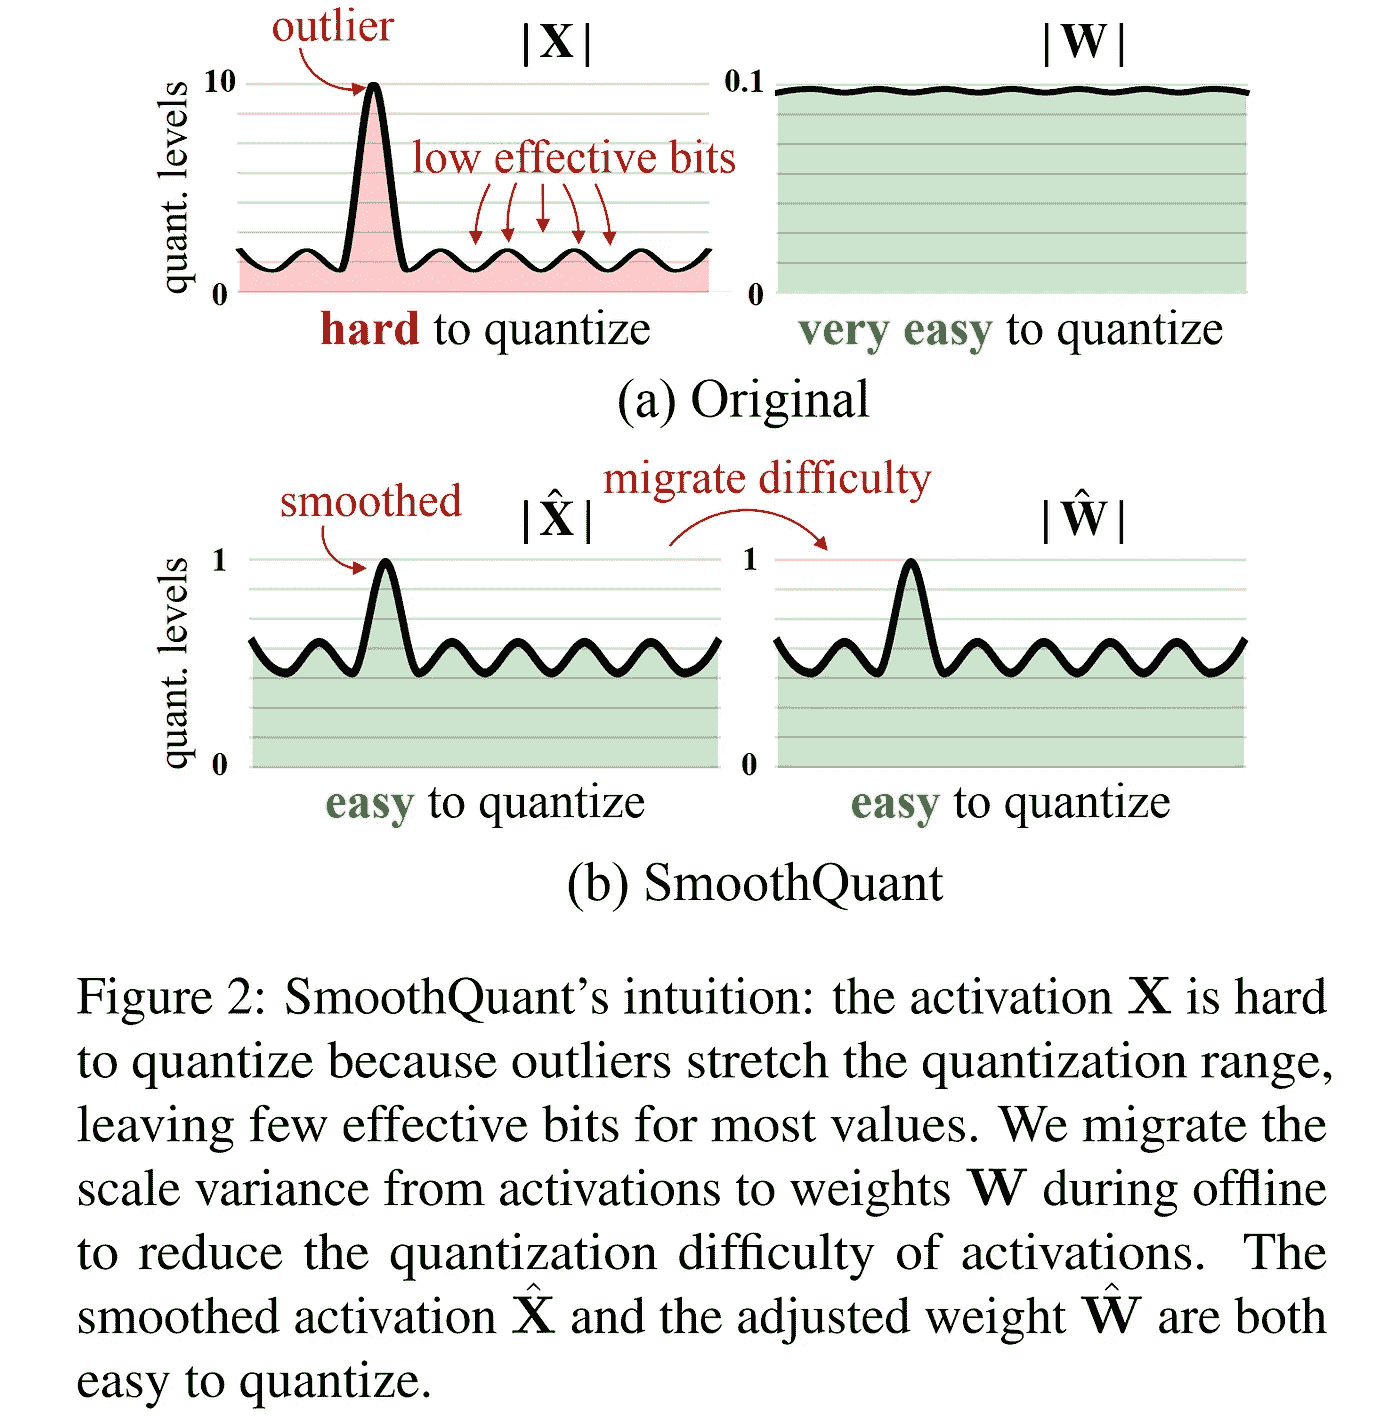 outlier
|X|
|W|
quant. levels
10
0.1
low effective bits
0
0
hard to quantize
very easy to quantize
(a) Original
migrate difficulty
smoothed
|X̂|
|Ŵ|
quant. levels
1
1
0
0
easy to quantize
easy to quantize
(b) SmoothQuant
Figure 2: SmoothQuant's intuition: the activation X is hard
to quantize because outliers stretch the quantization range,
leaving few effective bits for most values. We migrate the
scale variance from activations to weights W during offline
to reduce the quantization difficulty of activations. The
smoothed activation X̂ and the adjusted weight Ŵ are both
easy to quantize.